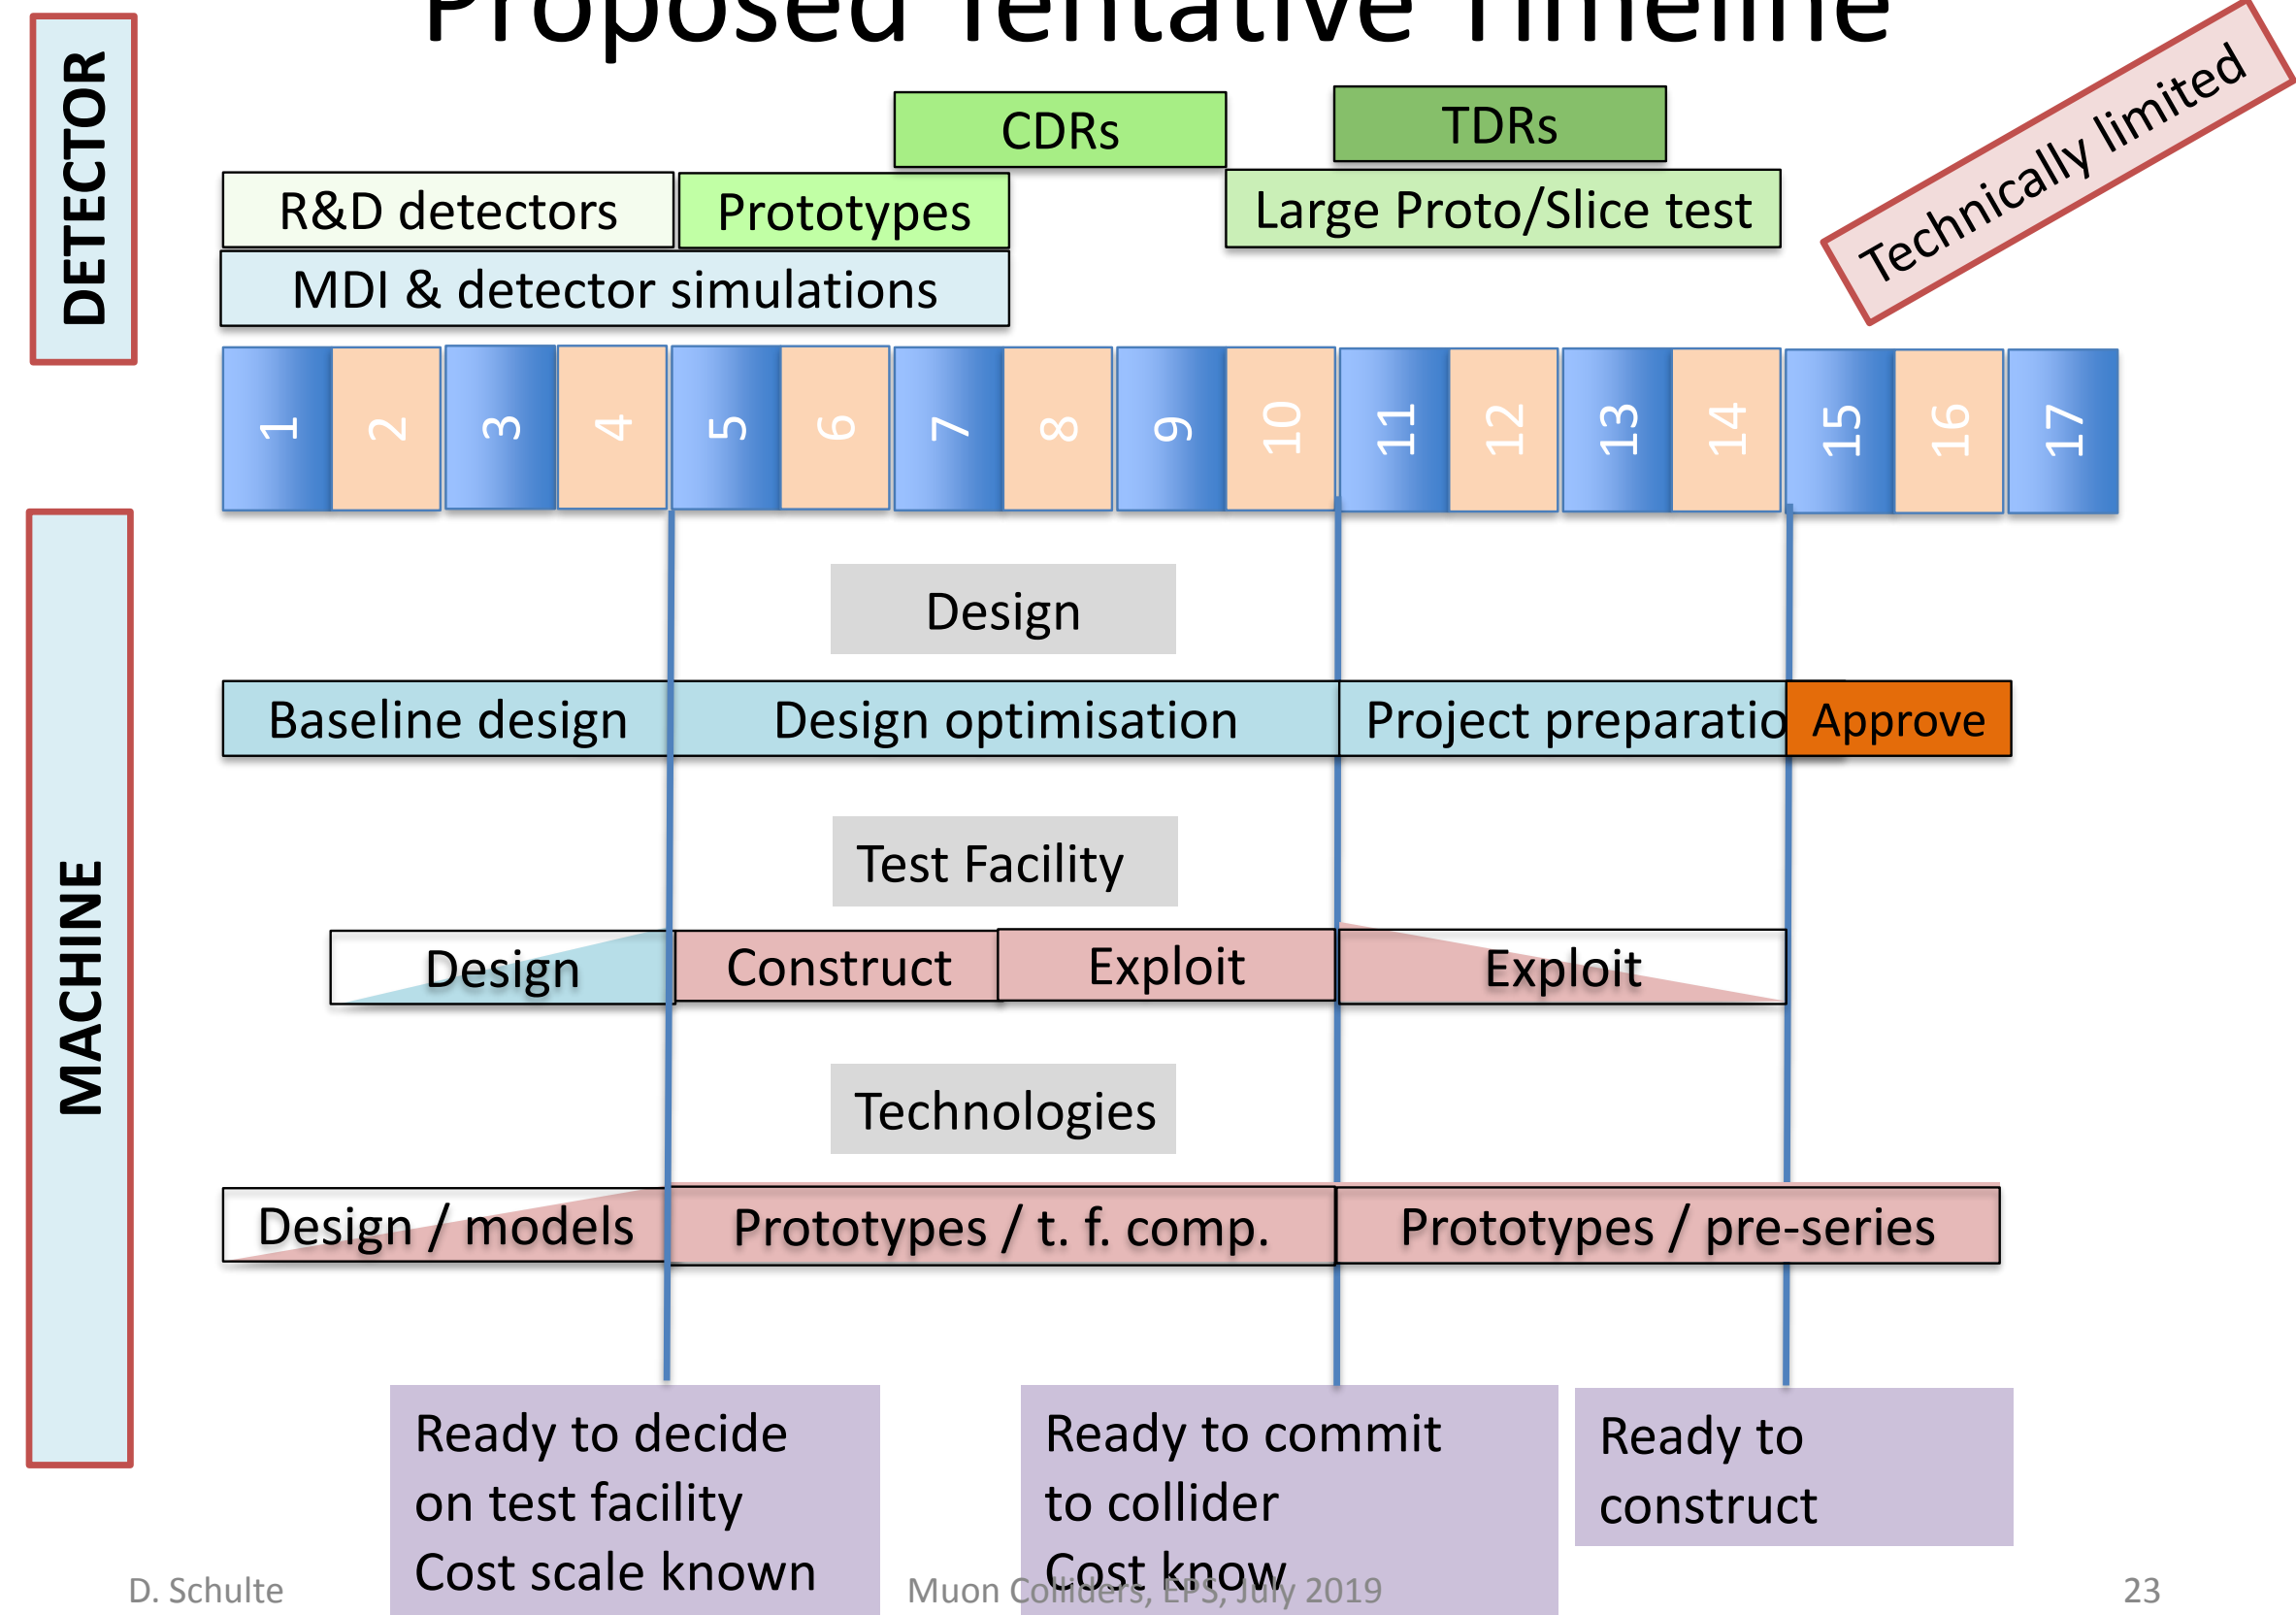 Proposed Tentative Timeline
DETECTOR
Technically limited
CDRs
TDRs
R&D detectors
Prototypes
Large Proto/Slice test
MDI & detector simulations
1 2 3 4 5 6 7 8 9 10 11 12 13 14 15 16 17
MACHINE
Design
Baseline design
Design optimisation
Project preparatio
Approve
Test Facility
Design
Construct
Exploit
Exploit
Technologies
Design / models
Prototypes / t. f. comp.
Prototypes / pre-series
Ready to decide
on test facility
Cost scale known
Ready to commit
to collider
Cost know
Ready to
construct
D. Schulte
Muon Colliders, EPS, July 2019
23